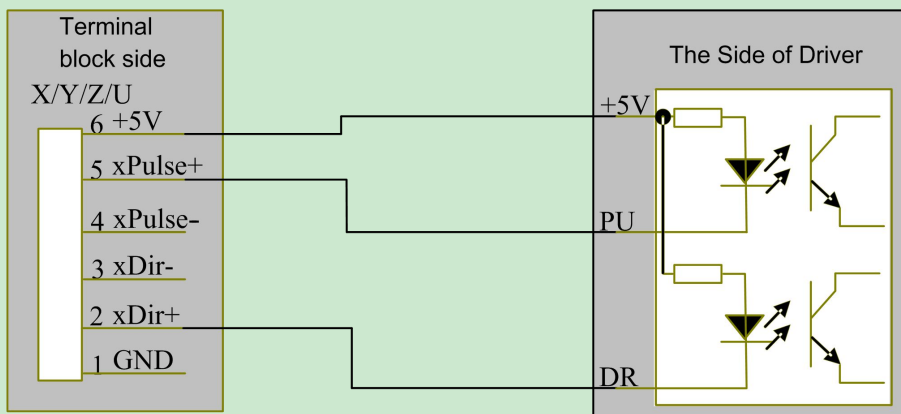 Terminal
block side
X/Y/Z/U
6 +5V
5 xPulse+
4 xPulse-
3 xDir-
2 xDir+
1 GND
The Side of Driver
+5V
PU
DR